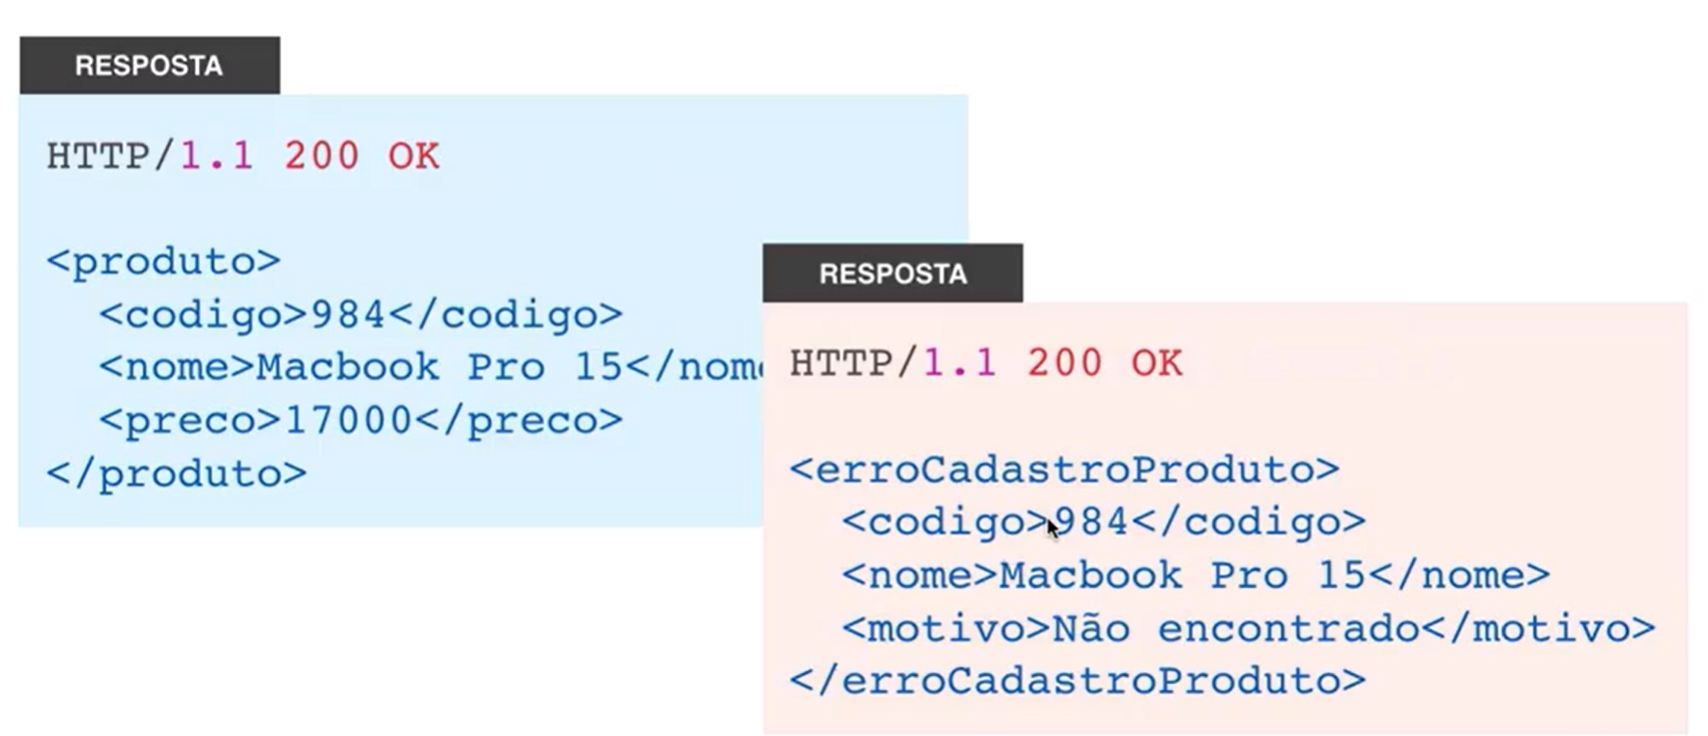 RESPOSTA
HTTP/1.1 200 OK
<produto>
<codigo>984</codigo>
<nome>Macbook Pro 15</nom
<preco>17000</preco>
</produto>
RESPOSTA
HTTP/1.1 200 OK
<erroCadastroProduto>
<codigo>984</codigo>
<nome>Macbook Pro 15</nome>
<motivo>Não encontrado</motivo>
</erroCadastroProduto>